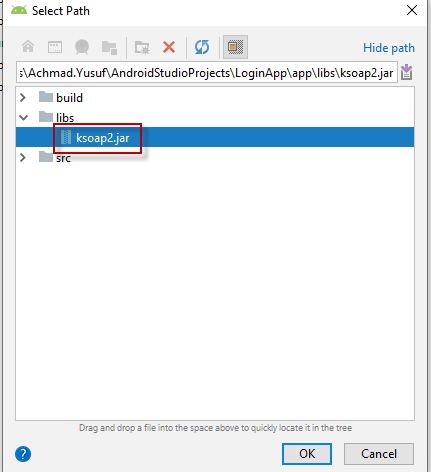 Select Path
Hide path
s\Achmad.Yusuf\AndroidStudioProjects\LoginApp\app\libs\ksoap2.jar
build
libs
ksoap2.jar
src
Drag and drop a file into the space above to quickly locate it in the tree
?
OK
Cancel